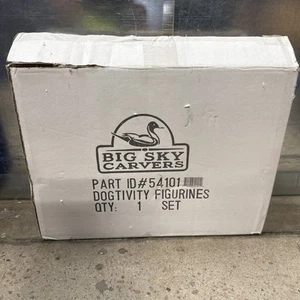 BIG SKY
CARVERS
PART ID#54101
DOGTIVITY FIGURINES
QTY: 1 SET